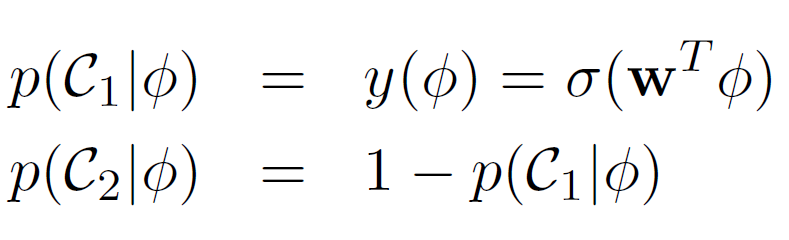 p(𝒞₁|ϕ) = y(ϕ) = σ(𝐰ᵀϕ)
p(𝒞₂|ϕ) = 1 − p(𝒞₁|ϕ)